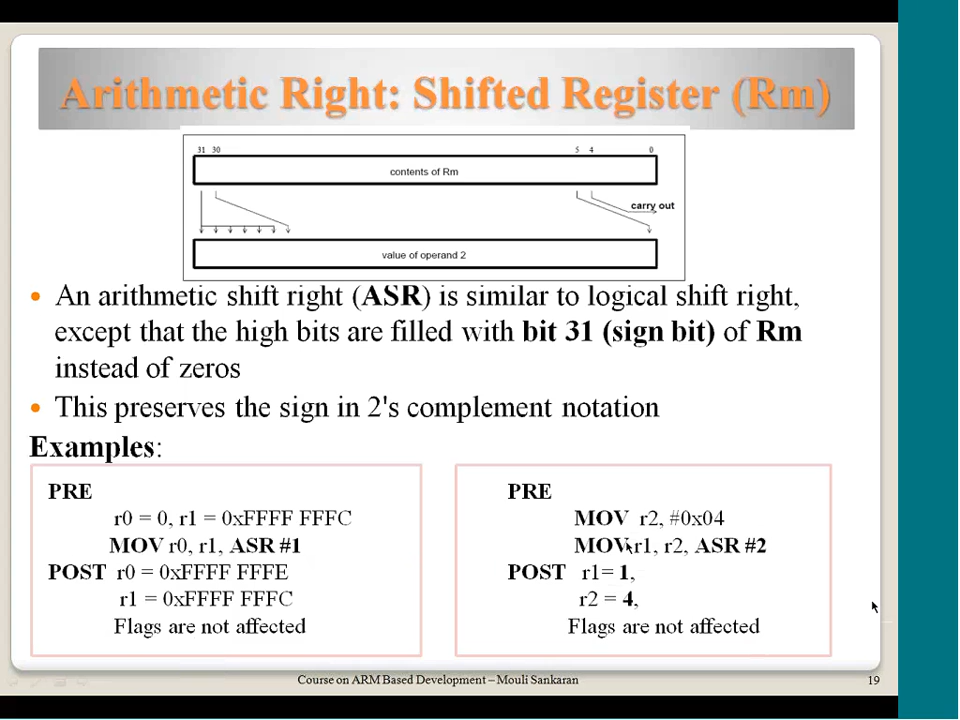 Arithmetic Right: Shifted Register (Rm)
31 30 5 4 0
contents of Rm
carry out
value of operand 2
• An arithmetic shift right (ASR) is similar to logical shift right,
except that the high bits are filled with bit 31 (sign bit) of Rm
instead of zeros
• This preserves the sign in 2's complement notation
Examples:
PRE
r0 = 0, r1 = 0xFFFF FFFC
MOV r0, r1, ASR #1
POST r0 = 0xFFFF FFFE
r1 = 0xFFFF FFFC
Flags are not affected
PRE
MOV r2, #0x04
MOV r1, r2, ASR #2
POST r1= 1,
r2 = 4,
Flags are not affected
Course on ARM Based Development – Mouli Sankaran
19